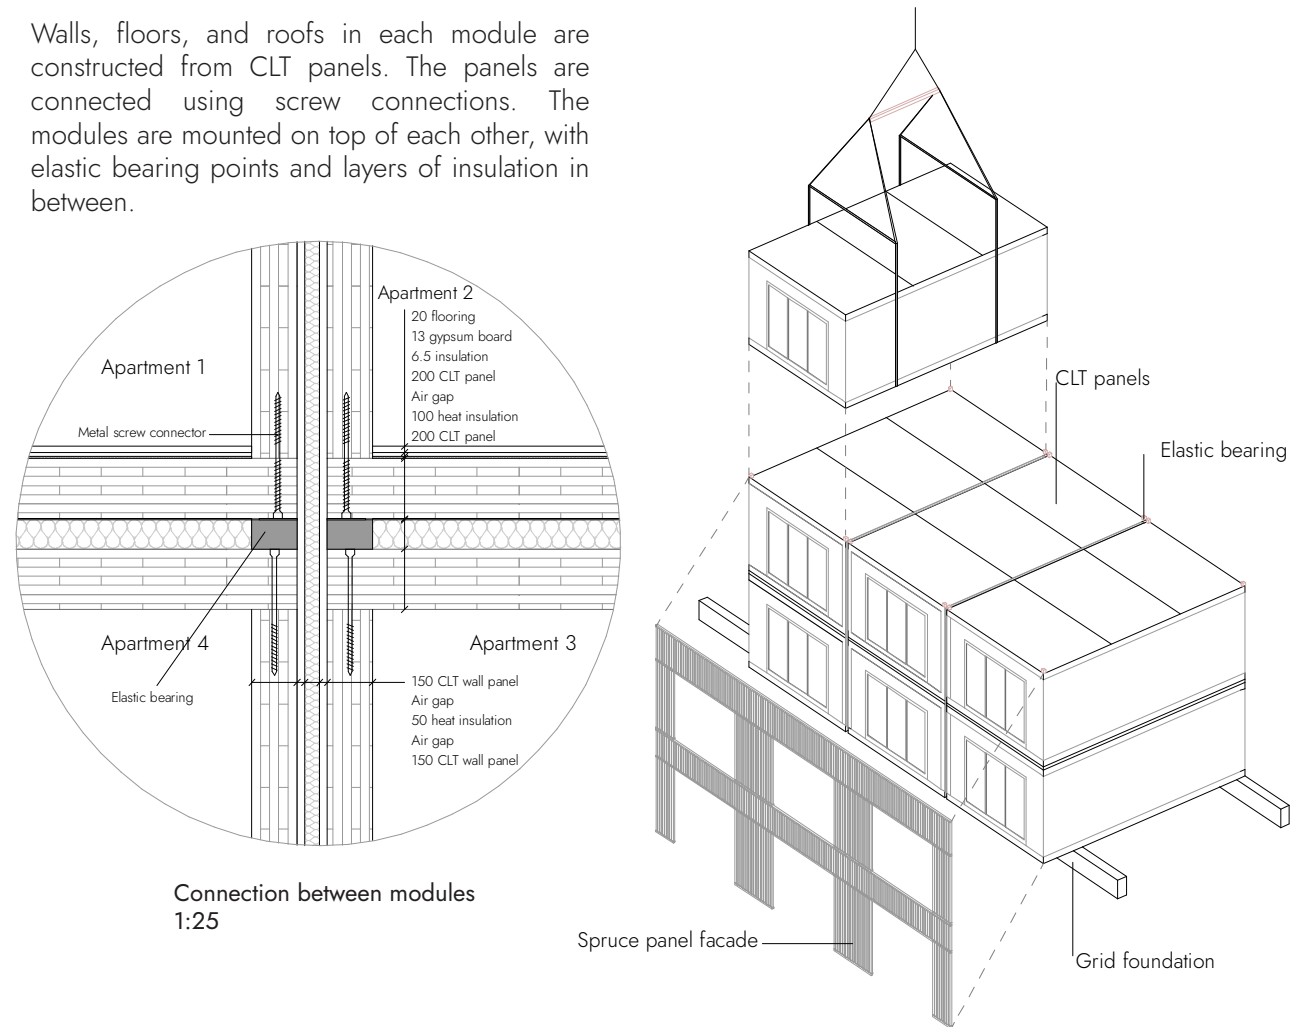 Walls, floors, and roofs in each module are
constructed from CLT panels. The panels are
connected using screw connections. The
modules are mounted on top of each other, with
elastic bearing points and layers of insulation in
between.
Apartment 1
Apartment 2
20 flooring
13 gypsum board
6.5 insulation
200 CLT panel
Air gap
100 heat insulation
200 CLT panel
Metal screw connector
Apartment 4
Apartment 3
Elastic bearing
150 CLT wall panel
Air gap
50 heat insulation
Air gap
150 CLT wall panel
Connection between modules
1:25
CLT panels
Elastic bearing
Spruce panel facade
Grid foundation